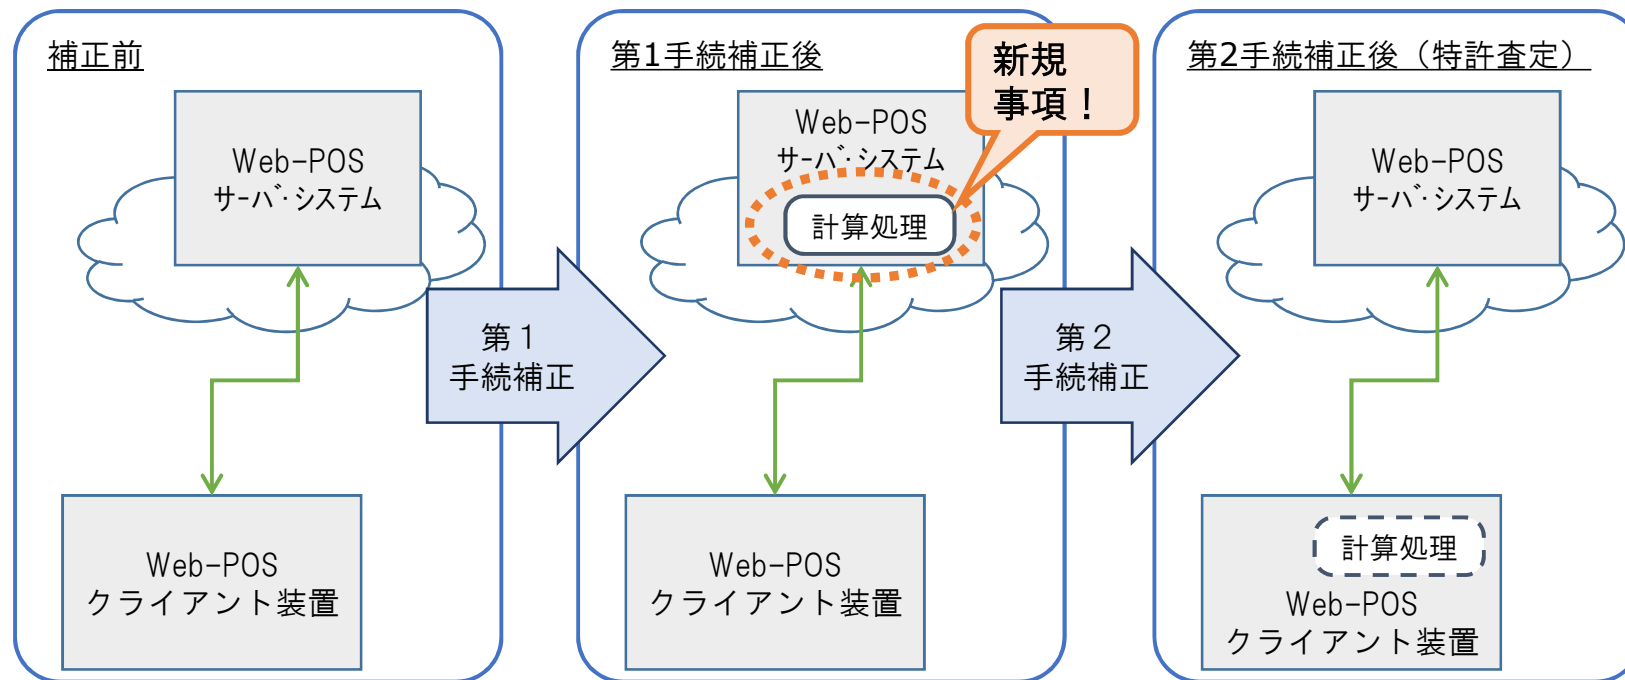 補正前
Web-POS
サーバ・システム
Web-POS
クライアント装置
第１
手続補正
第1手続補正後
新規
事項！
Web-POS
サーバ・システム
計算処理
Web-POS
クライアント装置
第２
手続補正
第2手続補正後（特許査定）
Web-POS
サーバ・システム
計算処理
Web-POS
クライアント装置